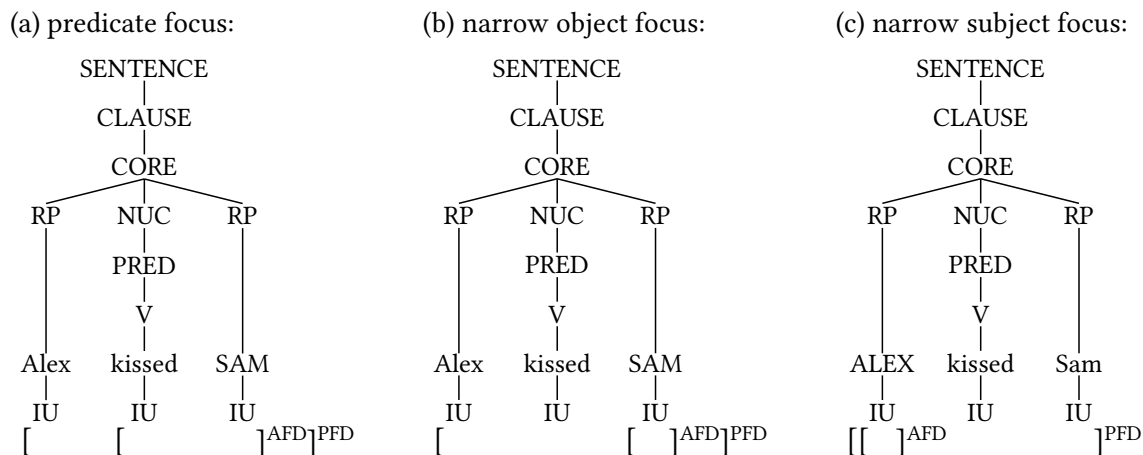 (a) predicate focus: (b) narrow object focus: (c) narrow subject focus:
SENTENCE SENTENCE SENTENCE
CLAUSE CLAUSE CLAUSE
CORE CORE CORE
RP NUC RP RP NUC RP RP NUC RP
PRED PRED PRED
V V V
Alex kissed SAM Alex kissed SAM ALEX kissed Sam
IU IU IU IU IU IU IU IU IU
[ [ ]AFD]PFD [ [ ]AFD]PFD [[ ]AFD ]PFD